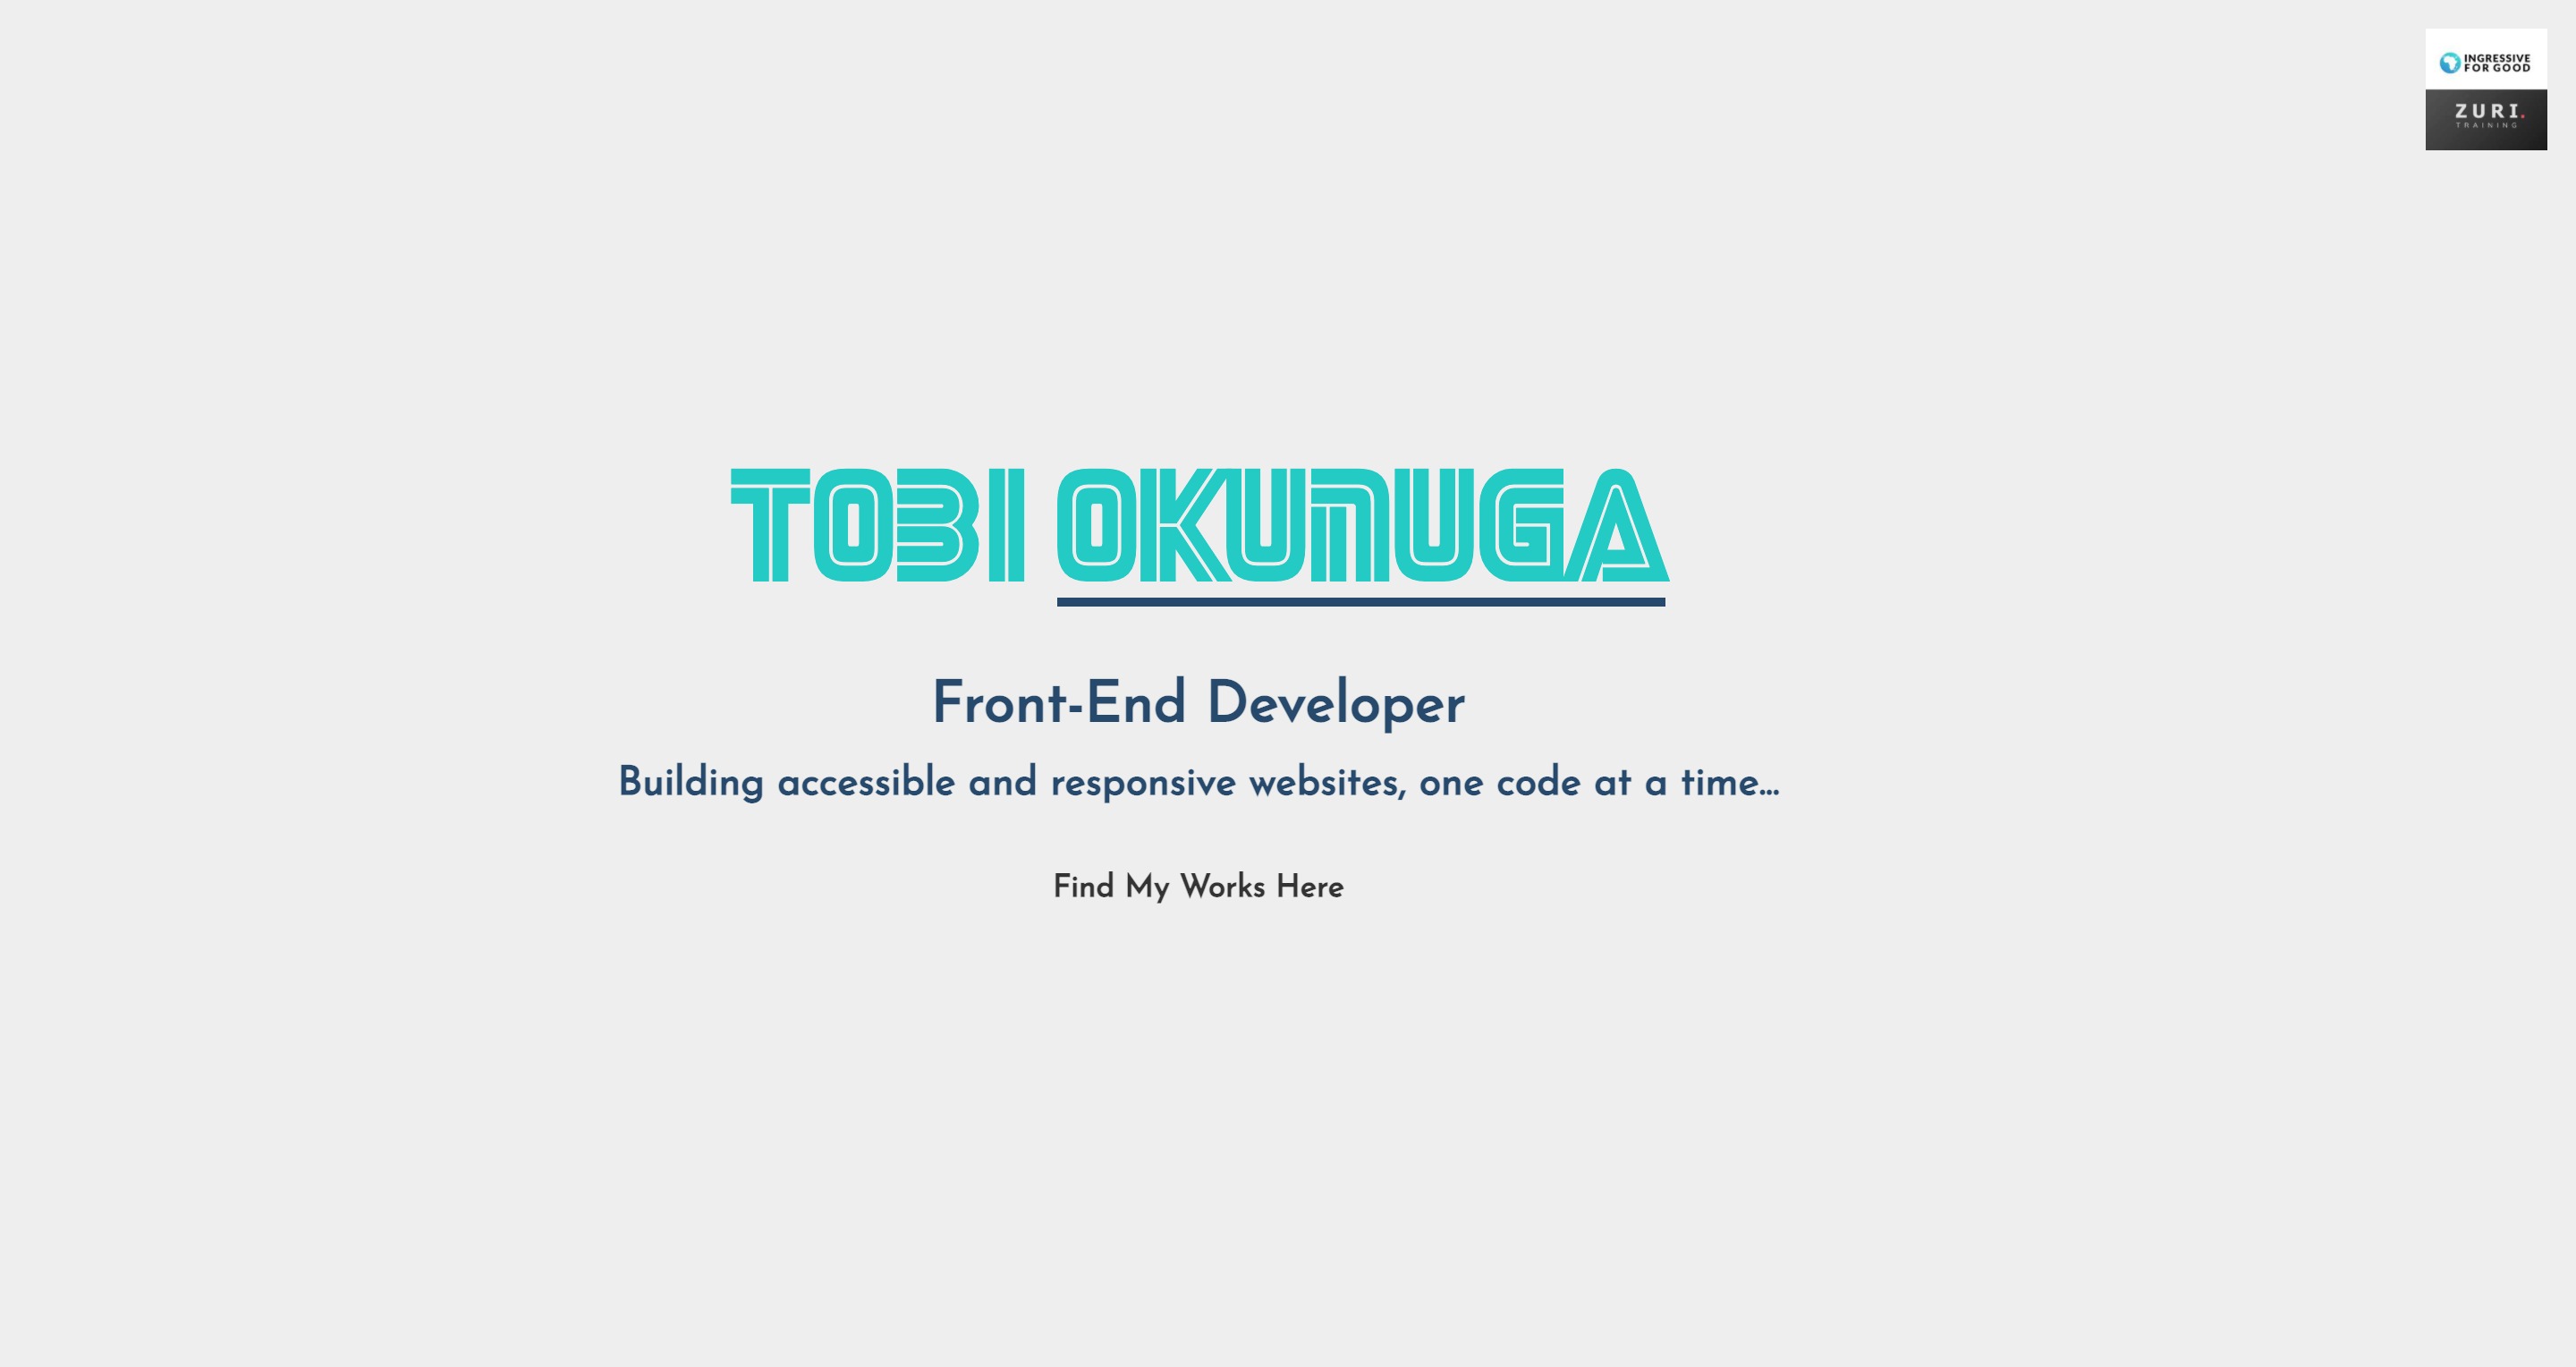 INGRESSIVE
FOR GOOD
ZURI.
TRAINING
TOBI OKUNUGA
Front-End Developer
Building accessible and responsive websites, one code at a time...
Find My Works Here